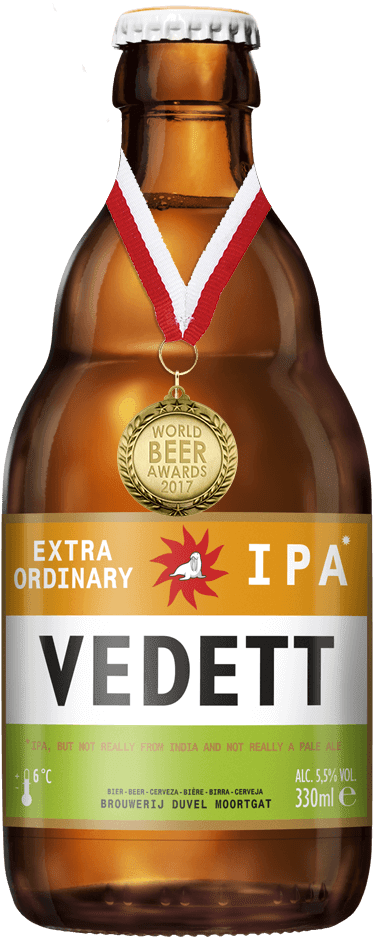 WORLD
BEER
AWARDS
2017
EXTRA
ORDINARY
IPA*
VEDETT
*IPA, BUT NOT REALLY FROM INDIA AND NOT REALLY A PALE ALE
+
-
6°C
ALC. 5,5% VOL.
330ml e
BIER-BEER-CERVEZA-BIÈRE-BIRRA-CERVEJA
BROUWERIJ DUVEL MOORTGAT